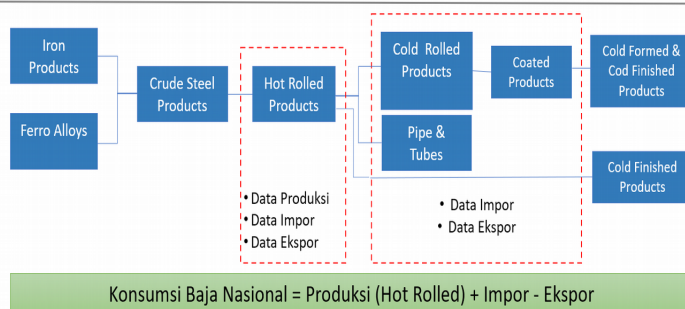 Iron
Products
Ferro Alloys
Crude Steel
Products
Hot Rolled
Products
Cold Rolled
Products
Coated
Products
Cold Formed &
Cod Finished
Products
Pipe &
Tubes
Cold Finished
Products
• Data Produksi
• Data Impor
• Data Ekspor
• Data Impor
• Data Ekspor
Konsumsi Baja Nasional = Produksi (Hot Rolled) + Impor - Ekspor